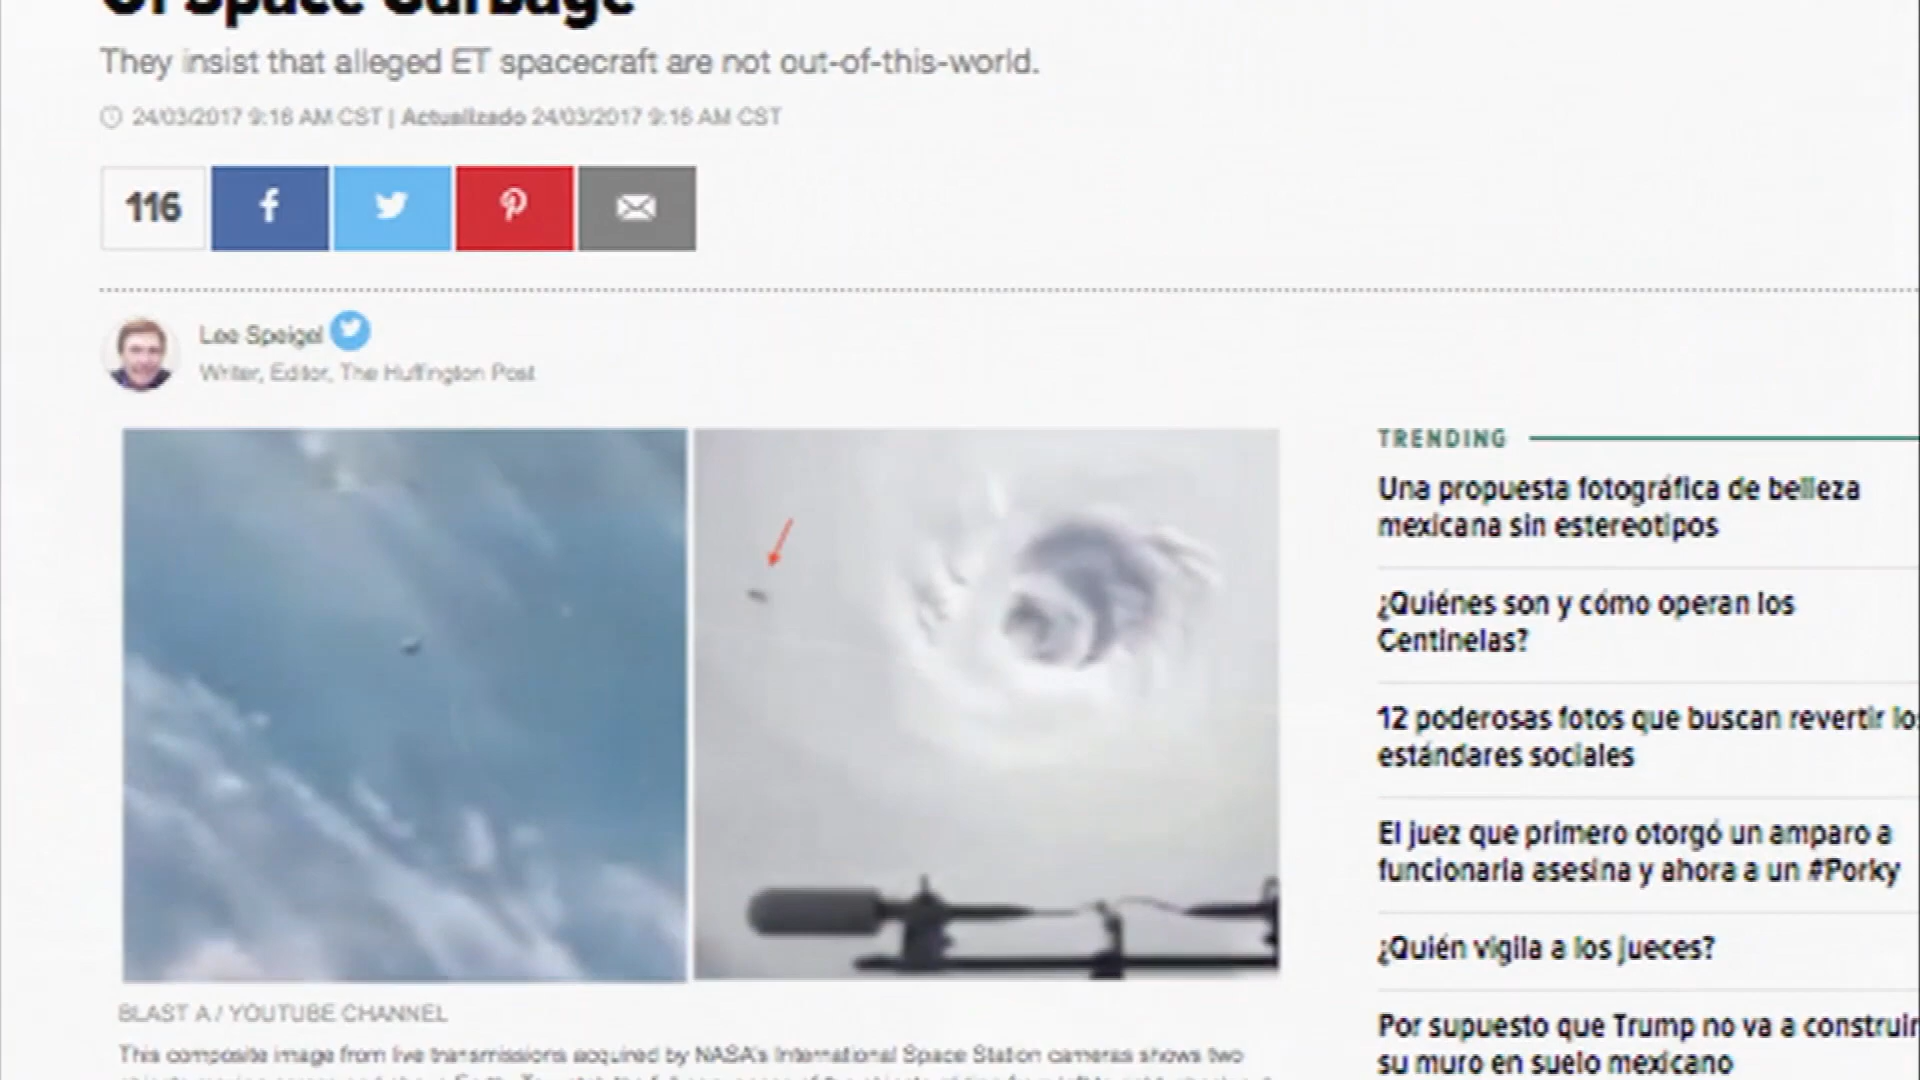 Of Space Garbage
They insist that alleged ET spacecraft are not out-of-this-world.
24/03/2017 9:16 AM CST | Actualizado 24/03/2017 9:16 AM CST
116
Lee Speigel
Writer, Editor, The Huffington Post
BLAST A / YOUTUBE CHANNEL
This composite image from live transmissions acquired by NASA's International Space Station cameras shows two
TRENDING
Una propuesta fotográfica de belleza
mexicana sin estereotipos
¿Quiénes son y cómo operan los
Centinelas?
12 poderosas fotos que buscan revertir los
estándares sociales
El juez que primero otorgó un amparo a
funcionaria asesina y ahora a un #Porky
¿Quién vigila a los jueces?
Por supuesto que Trump no va a construir
su muro en suelo mexicano